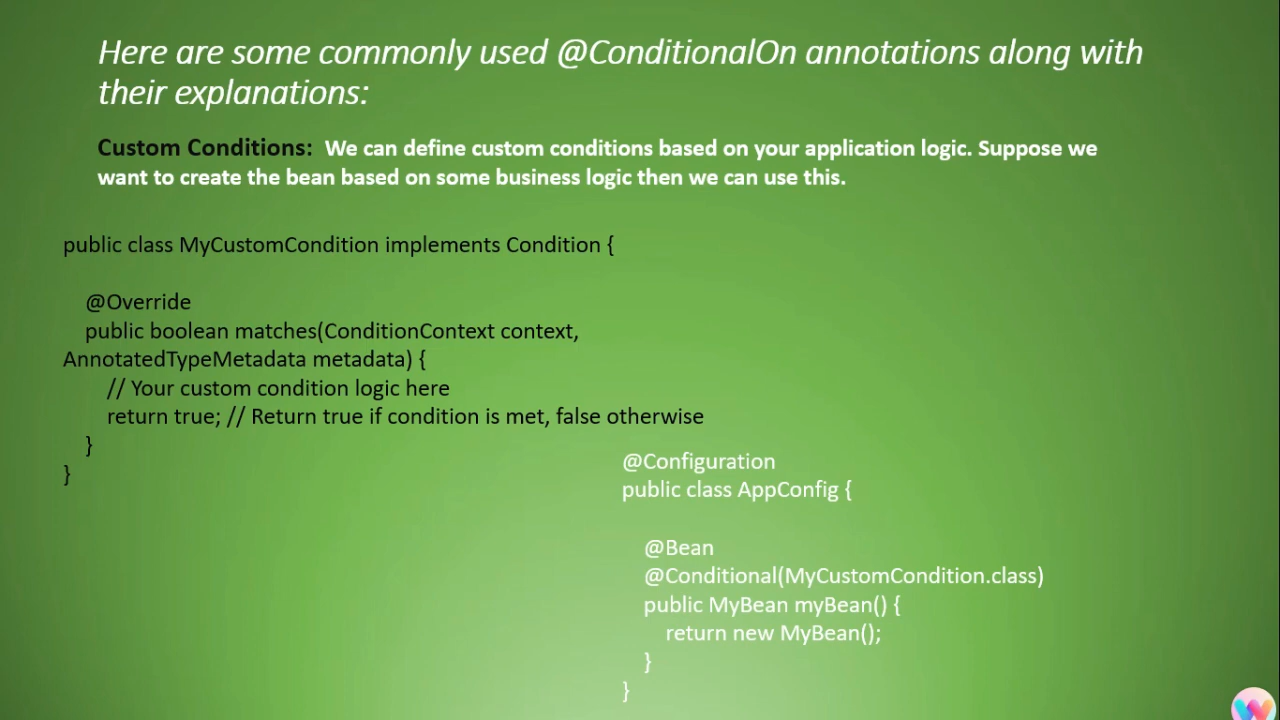 Here are some commonly used @ConditionalOn annotations along with
their explanations:
Custom Conditions: We can define custom conditions based on your application logic. Suppose we
want to create the bean based on some business logic then we can use this.
public class MyCustomCondition implements Condition {
@Override
public boolean matches(ConditionContext context,
AnnotatedTypeMetadata metadata) {
// Your custom condition logic here
return true; // Return true if condition is met, false otherwise
}
}
@Configuration
public class AppConfig {
@Bean
@Conditional(MyCustomCondition.class)
public MyBean myBean() {
return new MyBean();
}
}